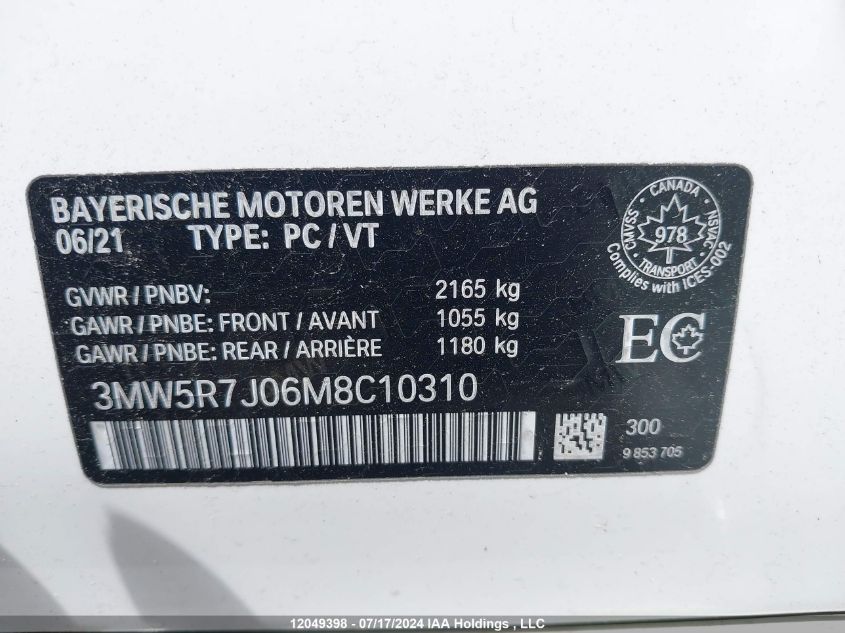 BAYERISCHE MOTOREN WERKE AG
06/21 TYPE: PC / VT
CANADA
CMVSS 978 NSVAC
TRANSPORT
Complies with ICES-002
GVWR / PNBV: 2165 kg
GAWR / PNBE: FRONT / AVANT 1055 kg
GAWR / PNBE: REAR / ARRIÈRE 1180 kg
EC
3MW5R7J06M8C10310
300
9 853 705
12049398 - 07/17/2024 IAA Holdings , LLC